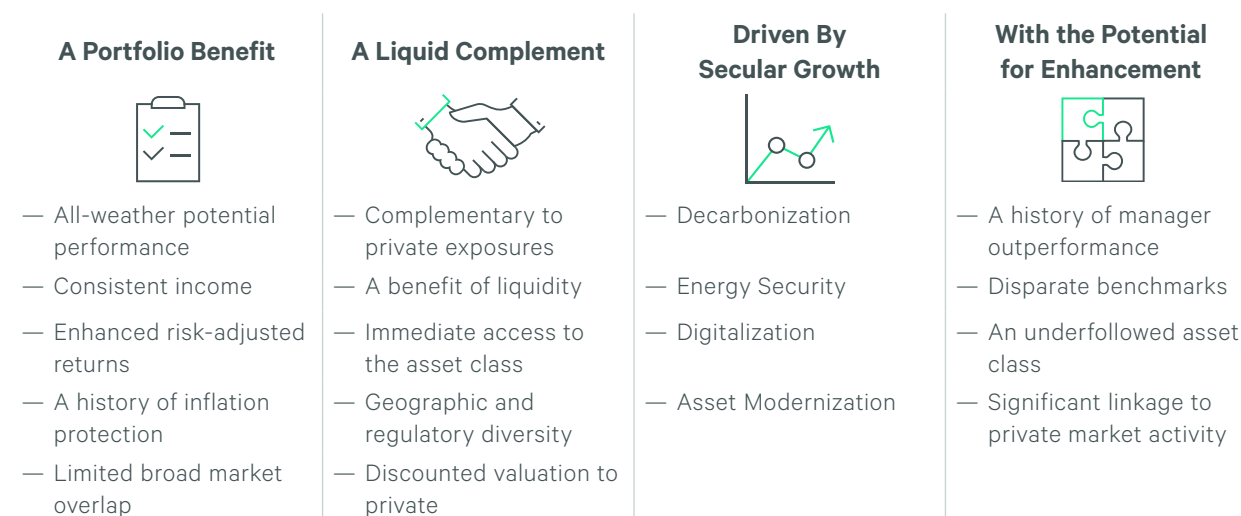 A Portfolio Benefit
— All-weather potential
performance
— Consistent income
— Enhanced risk-adjusted
returns
— A history of inflation
protection
— Limited broad market
overlap
A Liquid Complement
— Complementary to
private exposures
— A benefit of liquidity
— Immediate access to
the asset class
— Geographic and
regulatory diversity
— Discounted valuation to
private
Driven By
Secular Growth
— Decarbonization
— Energy Security
— Digitalization
— Asset Modernization
With the Potential
for Enhancement
— A history of manager
outperformance
— Disparate benchmarks
— An underfollowed asset
class
— Significant linkage to
private market activity